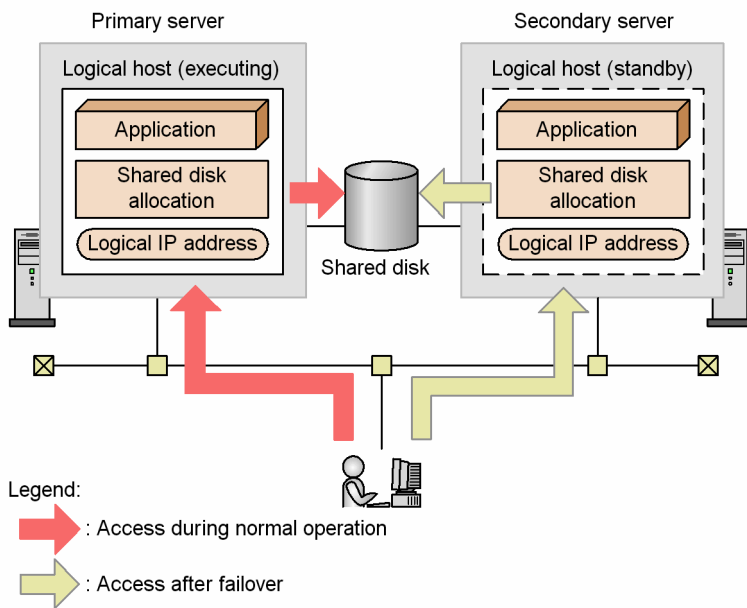 Primary server
Secondary server
Logical host (executing)
Logical host (standby)
Application
Application
Shared disk
allocation
Shared disk
allocation
Logical IP address
Logical IP address
Shared disk
Legend:
: Access during normal operation
: Access after failover